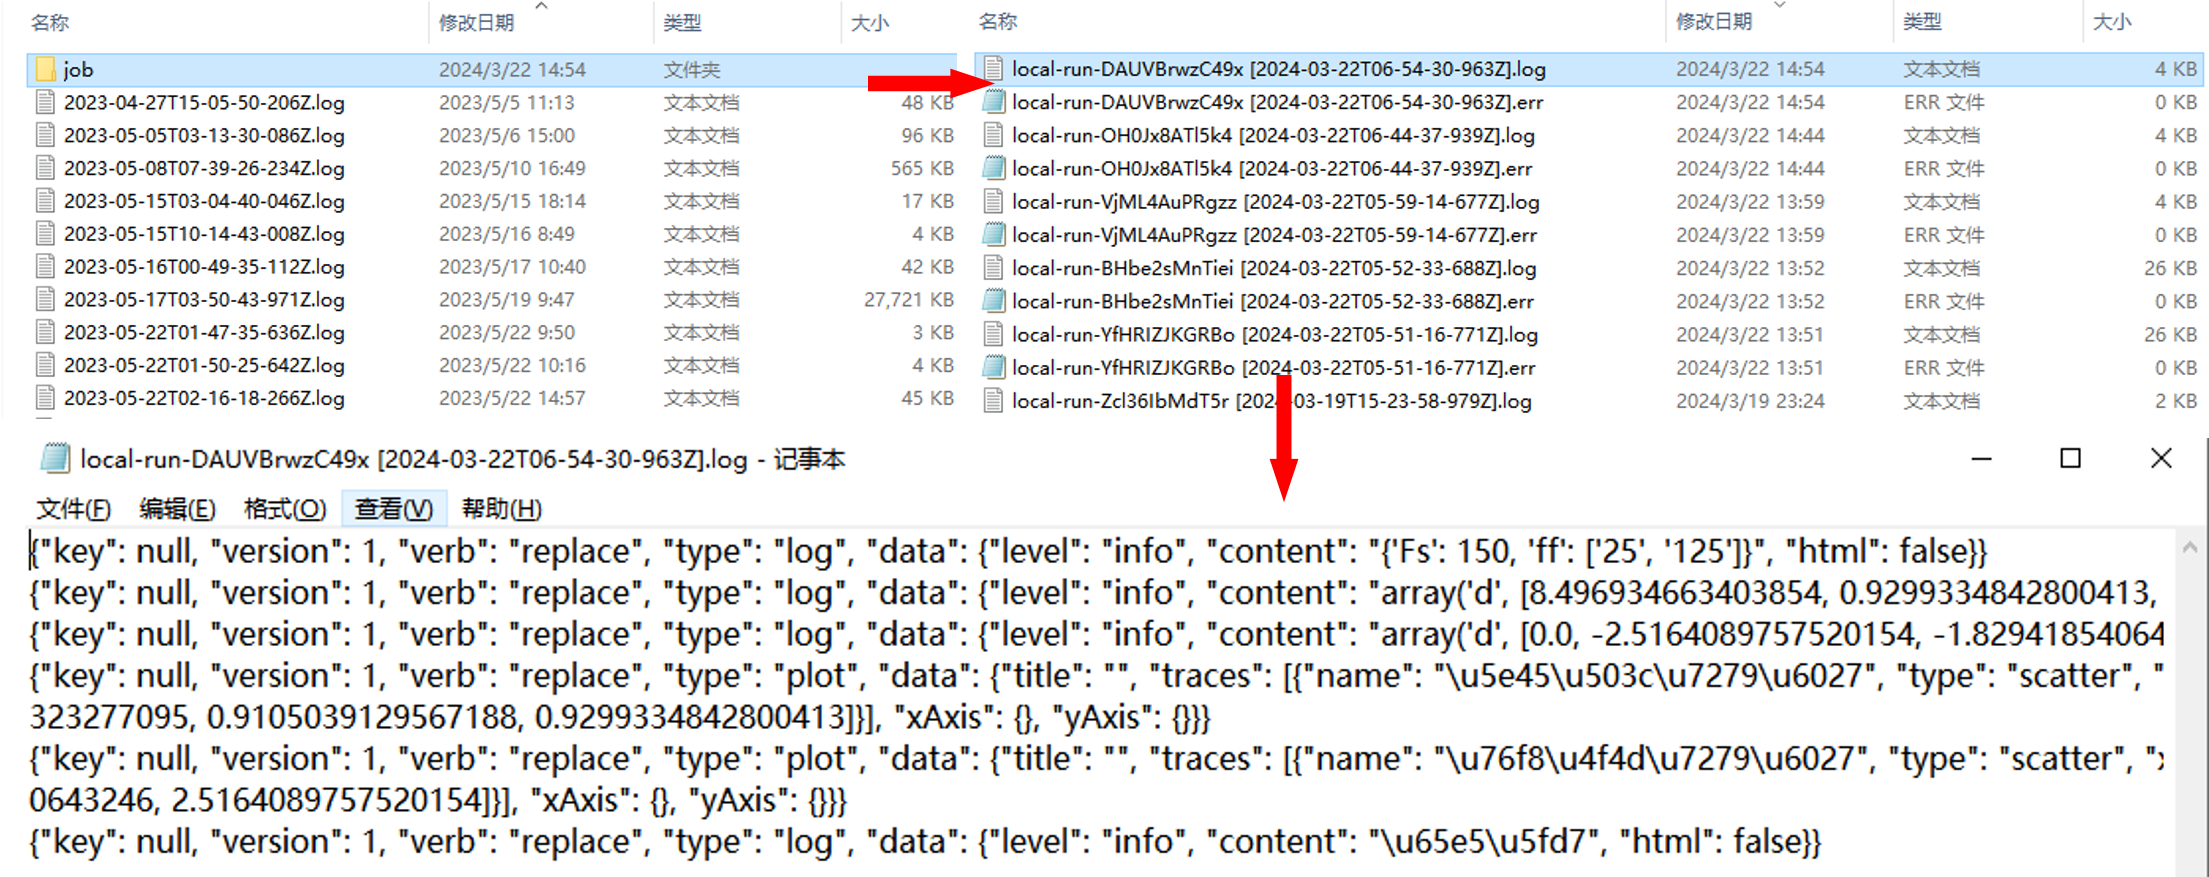 名称 修改日期 类型 大小
job 2024/3/22 14:54 文件夹
2023-04-27T15-05-50-206Z.log 2023/5/5 11:13 文本文档 48 KB
2023-05-05T03-13-30-086Z.log 2023/5/6 15:00 文本文档 96 KB
2023-05-08T07-39-26-234Z.log 2023/5/10 16:49 文本文档 565 KB
2023-05-15T03-04-40-046Z.log 2023/5/15 18:14 文本文档 17 KB
2023-05-15T10-14-43-008Z.log 2023/5/16 8:49 文本文档 4 KB
2023-05-16T00-49-35-112Z.log 2023/5/17 10:40 文本文档 42 KB
2023-05-17T03-50-43-971Z.log 2023/5/19 9:47 文本文档 27,721 KB
2023-05-22T01-47-35-636Z.log 2023/5/22 9:50 文本文档 3 KB
2023-05-22T01-50-25-642Z.log 2023/5/22 10:16 文本文档 4 KB
2023-05-22T02-16-18-266Z.log 2023/5/22 14:57 文本文档 45 KB
名称 修改日期 类型 大小
local-run-DAUVBrwzC49x [2024-03-22T06-54-30-963Z].log 2024/3/22 14:54 文本文档 4 KB
local-run-DAUVBrwzC49x [2024-03-22T06-54-30-963Z].err 2024/3/22 14:54 ERR 文件 0 KB
local-run-OH0Jx8ATl5k4 [2024-03-22T06-44-37-939Z].log 2024/3/22 14:44 文本文档 4 KB
local-run-OH0Jx8ATl5k4 [2024-03-22T06-44-37-939Z].err 2024/3/22 14:44 ERR 文件 0 KB
local-run-VjML4AuPRgzz [2024-03-22T05-59-14-677Z].log 2024/3/22 13:59 文本文档 4 KB
local-run-VjML4AuPRgzz [2024-03-22T05-59-14-677Z].err 2024/3/22 13:59 ERR 文件 0 KB
local-run-BHbe2sMnTiei [2024-03-22T05-52-33-688Z].log 2024/3/22 13:52 文本文档 26 KB
local-run-BHbe2sMnTiei [2024-03-22T05-52-33-688Z].err 2024/3/22 13:52 ERR 文件 0 KB
local-run-YfHRIZJKGRBo [2024-03-22T05-51-16-771Z].log 2024/3/22 13:51 文本文档 26 KB
local-run-YfHRIZJKGRBo [2024-03-22T05-51-16-771Z].err 2024/3/22 13:51 ERR 文件 0 KB
local-run-Zcl36IbMdT5r [2024-03-19T15-23-58-979Z].log 2024/3/19 23:24 文本文档 2 KB
local-run-DAUVBrwzC49x [2024-03-22T06-54-30-963Z].log - 记事本
文件(F) 编辑(E) 格式(O) 查看(V) 帮助(H)
{"key": null, "version": 1, "verb": "replace", "type": "log", "data": {"level": "info", "content": "{'Fs': 150, 'ff': ['25', '125']}", "html": false}}
{"key": null, "version": 1, "verb": "replace", "type": "log", "data": {"level": "info", "content": "array('d', [8.496934663403854, 0.9299334842800413,
{"key": null, "version": 1, "verb": "replace", "type": "log", "data": {"level": "info", "content": "array('d', [0.0, -2.5164089757520154, -1.82941854064
{"key": null, "version": 1, "verb": "replace", "type": "plot", "data": {"title": "", "traces": [{"name": "\u5e45\u503c\u7279\u6027", "type": "scatter", "
323277095, 0.9105039129567188, 0.9299334842800413]}], "xAxis": {}, "yAxis": {}}}
{"key": null, "version": 1, "verb": "replace", "type": "plot", "data": {"title": "", "traces": [{"name": "\u76f8\u4f4d\u7279\u6027", "type": "scatter", "x
0643246, 2.5164089757520154]}], "xAxis": {}, "yAxis": {}}}
{"key": null, "version": 1, "verb": "replace", "type": "log", "data": {"level": "info", "content": "\u65e5\u5fd7", "html": false}}